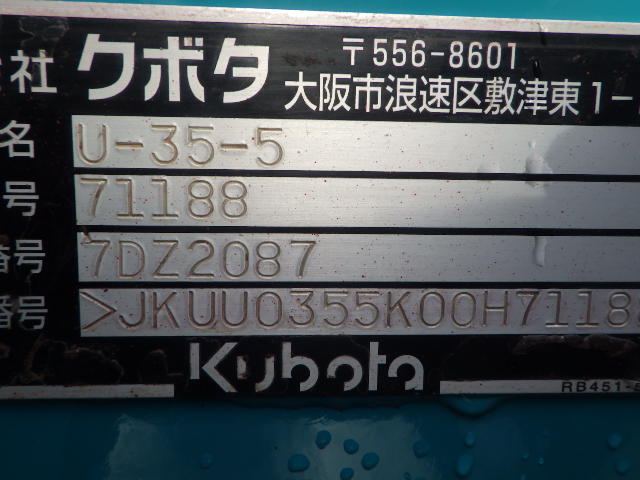 社 クボタ 〒556-8601
大阪市浪速区敷津東1-
名 U-35-5
号 71188
番号 7DZ2087
番号 >JKUU0355K00H7118
Kubota
RB451-